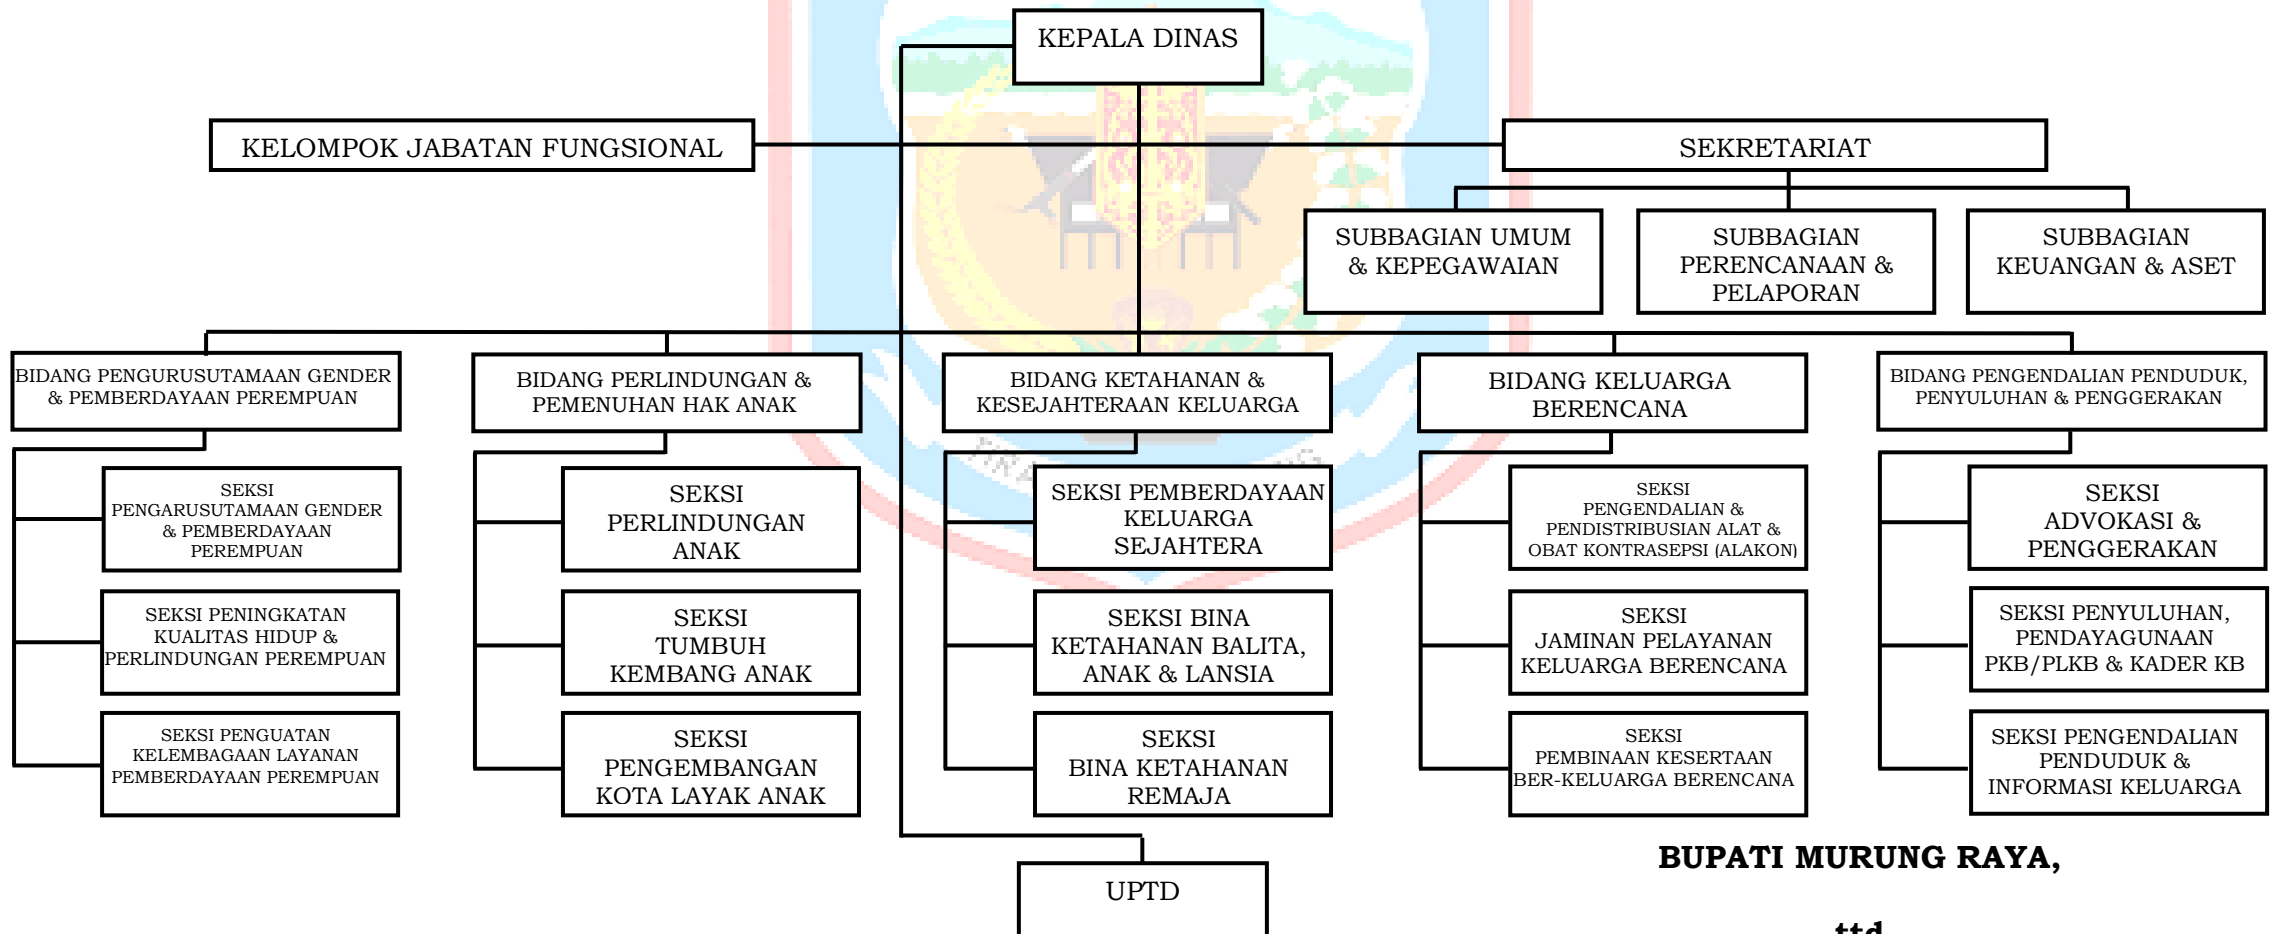 KEPALA DINAS
KELOMPOK JABATAN FUNGSIONAL
SEKRETARIAT
SUBBAGIAN UMUM
& KEPEGAWAIAN
SUBBAGIAN
PERENCANAAN &
PELAPORAN
SUBBAGIAN
KEUANGAN & ASET
BIDANG PENGURUSUTAMAAN GENDER
& PEMBERDAYAAN PEREMPUAN
BIDANG PERLINDUNGAN &
PEMENUHAN HAK ANAK
BIDANG KETAHANAN &
KESEJAHTERAAN KELUARGA
BIDANG KELUARGA
BERENCANA
BIDANG PENGENDALIAN PENDUDUK,
PENYULUHAN & PENGGERAKAN
SEKSI
PENGARUSUTAMAAN GENDER
& PEMBERDAYAAN
PEREMPUAN
SEKSI
PERLINDUNGAN
ANAK
SEKSI PEMBERDAYAAN
KELUARGA
SEJAHTERA
SEKSI
PENGENDALIAN &
PENDISTRIBUSIAN ALAT &
OBAT KONTRASEPSI (ALAKON)
SEKSI
ADVOKASI &
PENGGERAKAN
SEKSI PENINGKATAN
KUALITAS HIDUP &
PERLINDUNGAN PEREMPUAN
SEKSI
TUMBUH
KEMBANG ANAK
SEKSI BINA
KETAHANAN BALITA,
ANAK & LANSIA
SEKSI
JAMINAN PELAYANAN
KELUARGA BERENCANA
SEKSI PENYULUHAN,
PENDAYAGUNAAN
PKB/PLKB & KADER KB
SEKSI PENGUATAN
KELEMBAGAAN LAYANAN
PEMBERDAYAAN PEREMPUAN
SEKSI
PENGEMBANGAN
KOTA LAYAK ANAK
SEKSI
BINA KETAHANAN
REMAJA
SEKSI
PEMBINAAN KESERTAAN
BER-KELUARGA BERENCANA
SEKSI PENGENDALIAN
PENDUDUK &
INFORMASI KELUARGA
UPTD
BUPATI MURUNG RAYA,
ttd